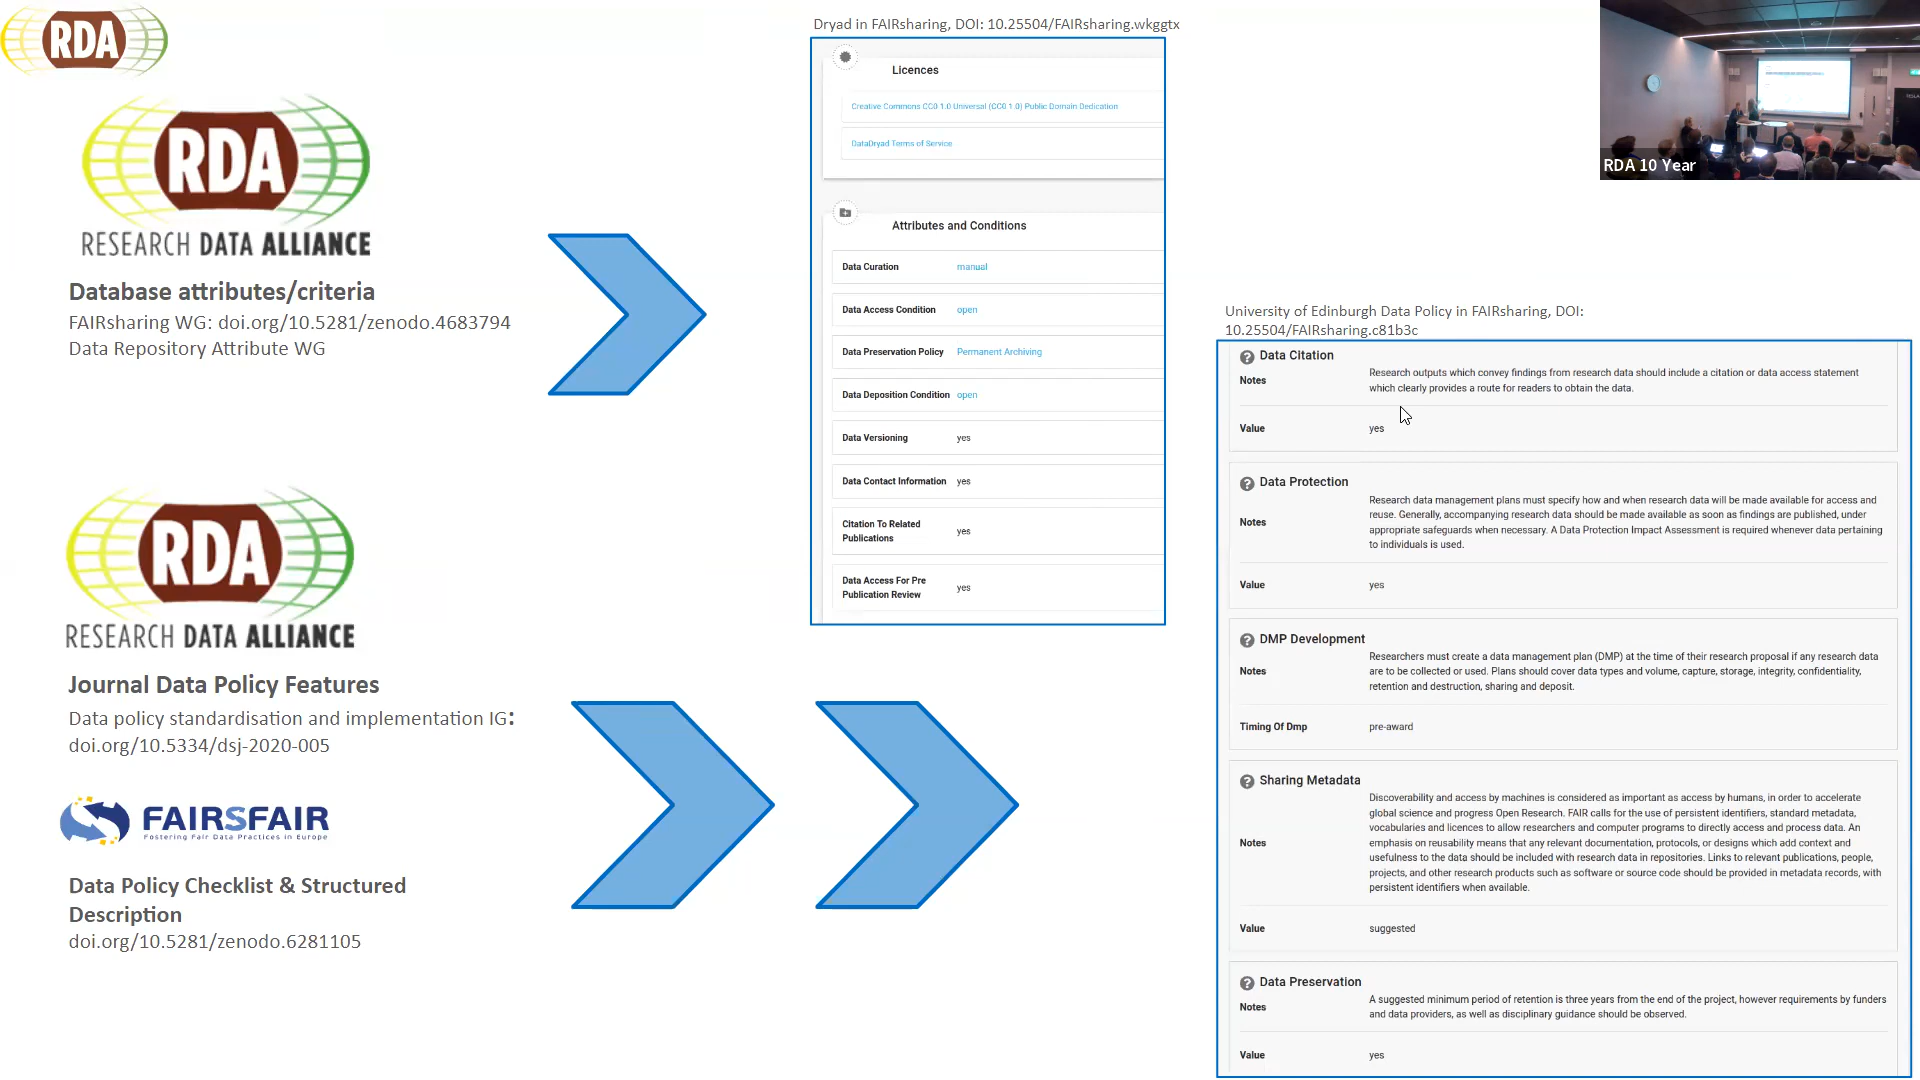 RDA
RDA
RESEARCH DATA ALLIANCE
Database attributes/criteria
FAIRsharing WG: doi.org/10.5281/zenodo.4683794
Data Repository Attribute WG
RDA
RESEARCH DATA ALLIANCE
Journal Data Policy Features
Data policy standardisation and implementation IG:
doi.org/10.5334/dsj-2020-005
FAIRSFAIR
Fostering Fair Data Practices in Europe
Data Policy Checklist & Structured
Description
doi.org/10.5281/zenodo.6281105
Dryad in FAIRsharing, DOI: 10.25504/FAIRsharing.wkggtx
Licences
Creative Commons CC0 1.0 Universal (CC0 1.0) Public Domain Dedication
DataDryad Terms of Service
Attributes and Conditions
Data Curation manual
Data Access Condition open
Data Preservation Policy Permanent Archiving
Data Deposition Condition open
Data Versioning yes
Data Contact Information yes
Citation To Related
Publications yes
Data Access For Pre
Publication Review yes
RDA 10 Year
University of Edinburgh Data Policy in FAIRsharing, DOI:
10.25504/FAIRsharing.c81b3c
Data Citation
Notes Research outputs which convey findings from research data should include a citation or data access statement
which clearly provides a route for readers to obtain the data.
Value yes
Data Protection
Research data management plans must specify how and when research data will be made available for access and
Notes reuse. Generally, accompanying research data should be made available as soon as findings are published, under
appropriate safeguards when necessary. A Data Protection Impact Assessment is required whenever data pertaining
to individuals is used.
Value yes
DMP Development
Researchers must create a data management plan (DMP) at the time of their research proposal if any research data
Notes are to be collected or used. Plans should cover data types and volume, capture, storage, integrity, confidentiality,
retention and destruction, sharing and deposit.
Timing Of Dmp pre-award
Sharing Metadata
Discoverability and access by machines is considered as important as access by humans, in order to accelerate
global science and progress Open Research. FAIR calls for the use of persistent identifiers, standard metadata,
vocabularies and licences to allow researchers and computer programs to directly access and process data. An
Notes emphasis on reusability means that any relevant documentation, protocols, or designs which add context and
usefulness to the data should be included with research data in repositories. Links to relevant publications, people,
projects, and other research products such as software or source code should be provided in metadata records, with
persistent identifiers when available.
Value suggested
Data Preservation
Notes A suggested minimum period of retention is three years from the end of the project, however requirements by funders
and data providers, as well as disciplinary guidance should be observed.
Value yes